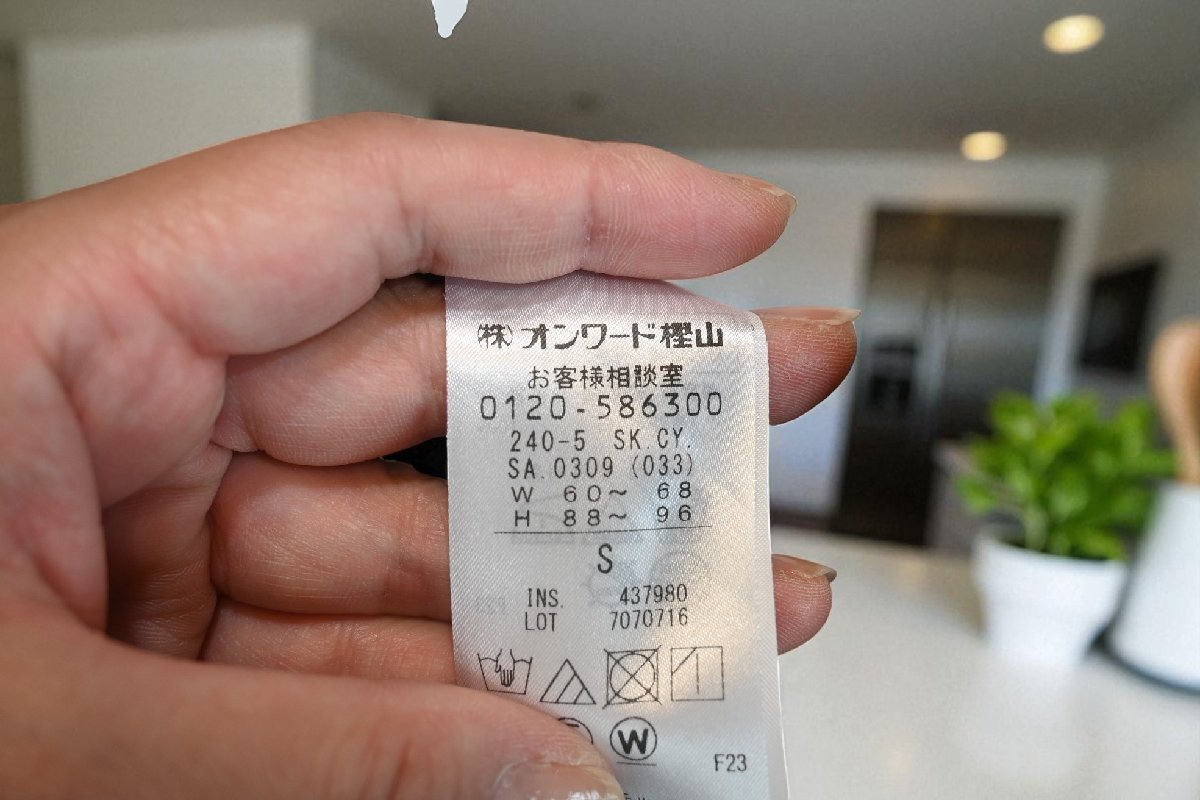 ㈱ オンワード樫山
お客様相談室
0120-586300
240-5 SK.CY.
SA.0309 (033)
W 60～ 68
H 88～ 96
S
INS. 437980
LOT 7070716
W
F23